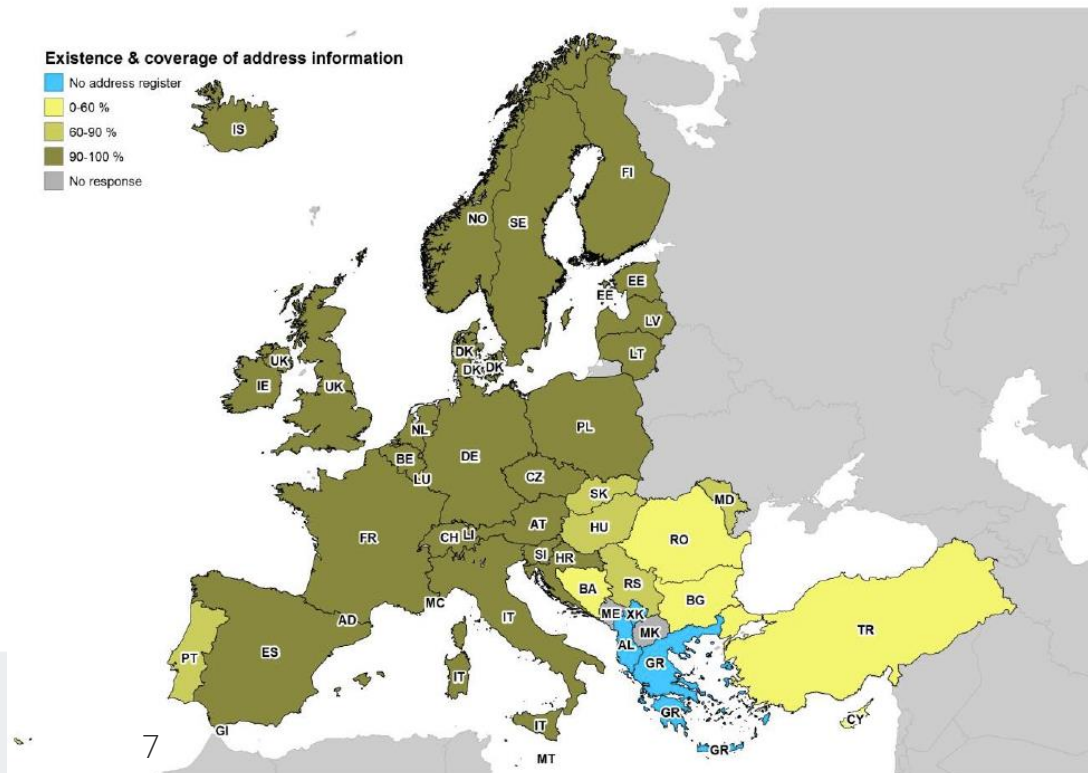 Existence & coverage of address information
No address register
0-60 %
60-90 %
90-100 %
No response
IS
FI
NO
SE
EE
EE
LV
LT
DK
DK
DK
UK
IE
UK
NL
BE
LU
DE
PL
CZ
SK
MD
FR
CH
LI
AT
HU
RO
SI
HR
BA
RS
BG
MC
IT
ME
XK
MK
AL
AD
ES
PT
IT
GR
TR
GR
CY
GI
IT
GR
MT
7